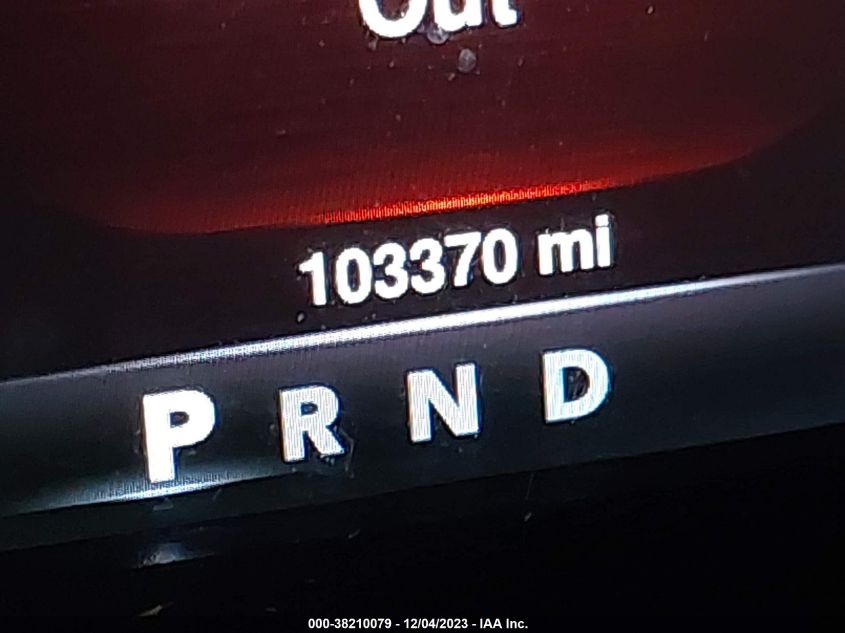 Out
103370 mi
P R N D
000-38210079 - 12/04/2023 - IAA Inc.